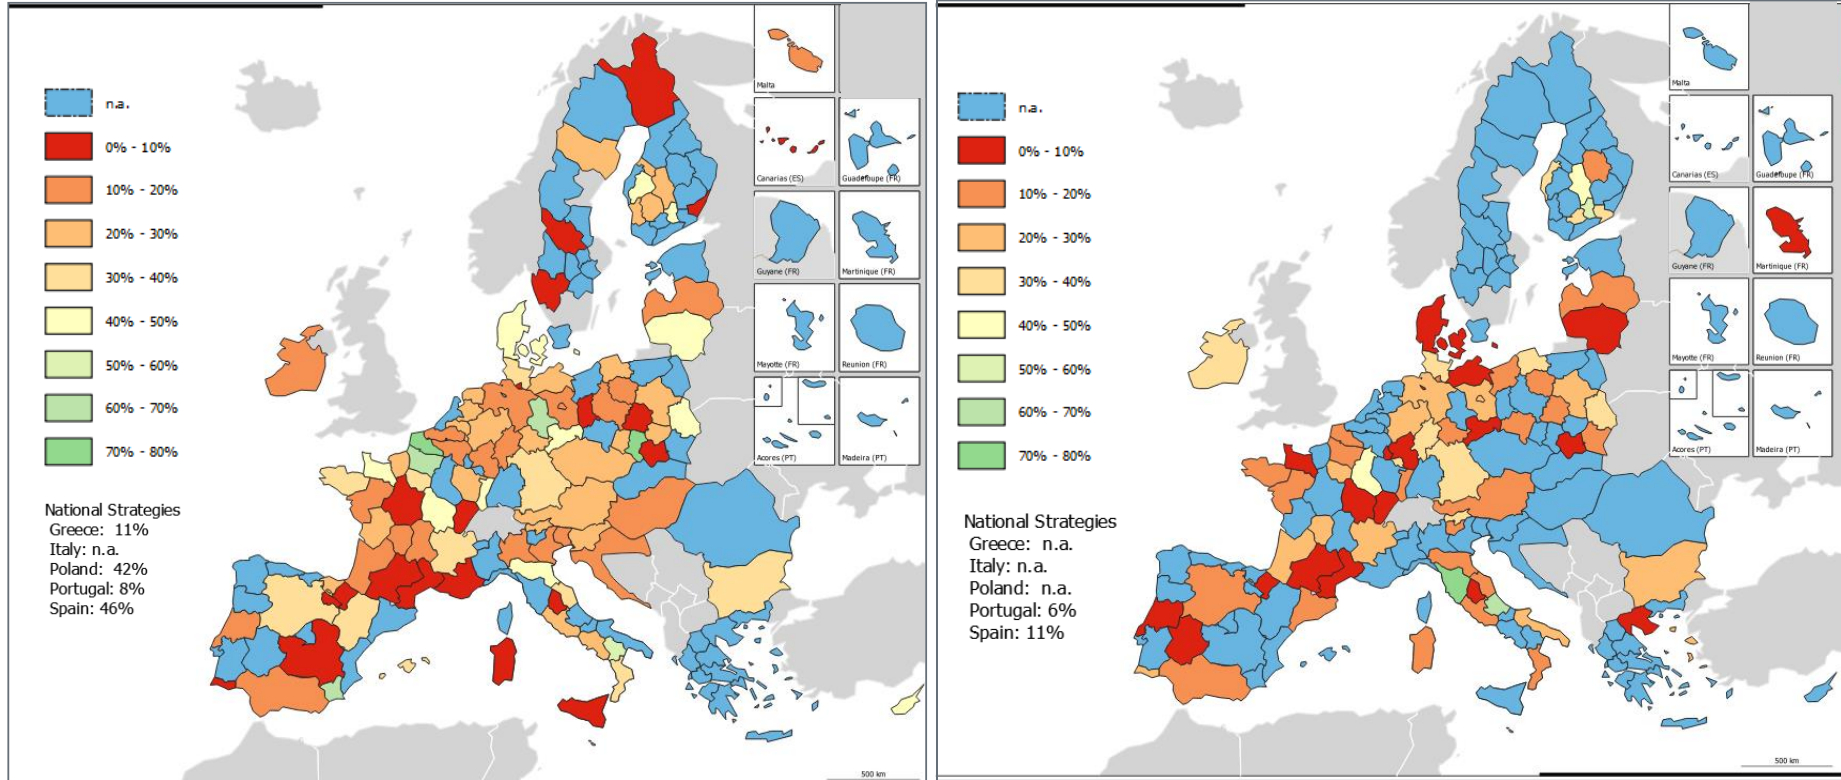 n.a.
0% - 10%
10% - 20%
20% - 30%
30% - 40%
40% - 50%
50% - 60%
60% - 70%
70% - 80%
National Strategies
Greece: 11%
Italy: n.a.
Poland: 42%
Portugal: 8%
Spain: 46%
Malta
Canarias (ES)
Guadeloupe (FR)
Guyane (FR)
Martinique (FR)
Mayotte (FR)
Reunion (FR)
Acores (PT)
Madeira (PT)
500 km
n.a.
0% - 10%
10% - 20%
20% - 30%
30% - 40%
40% - 50%
50% - 60%
60% - 70%
70% - 80%
National Strategies
Greece: n.a.
Italy: n.a.
Poland: n.a.
Portugal: 6%
Spain: 11%
Malta
Canarias (ES)
Guadeloupe (FR)
Guyane (FR)
Martinique (FR)
Mayotte (FR)
Reunion (FR)
Acores (PT)
Madeira (PT)
500 km